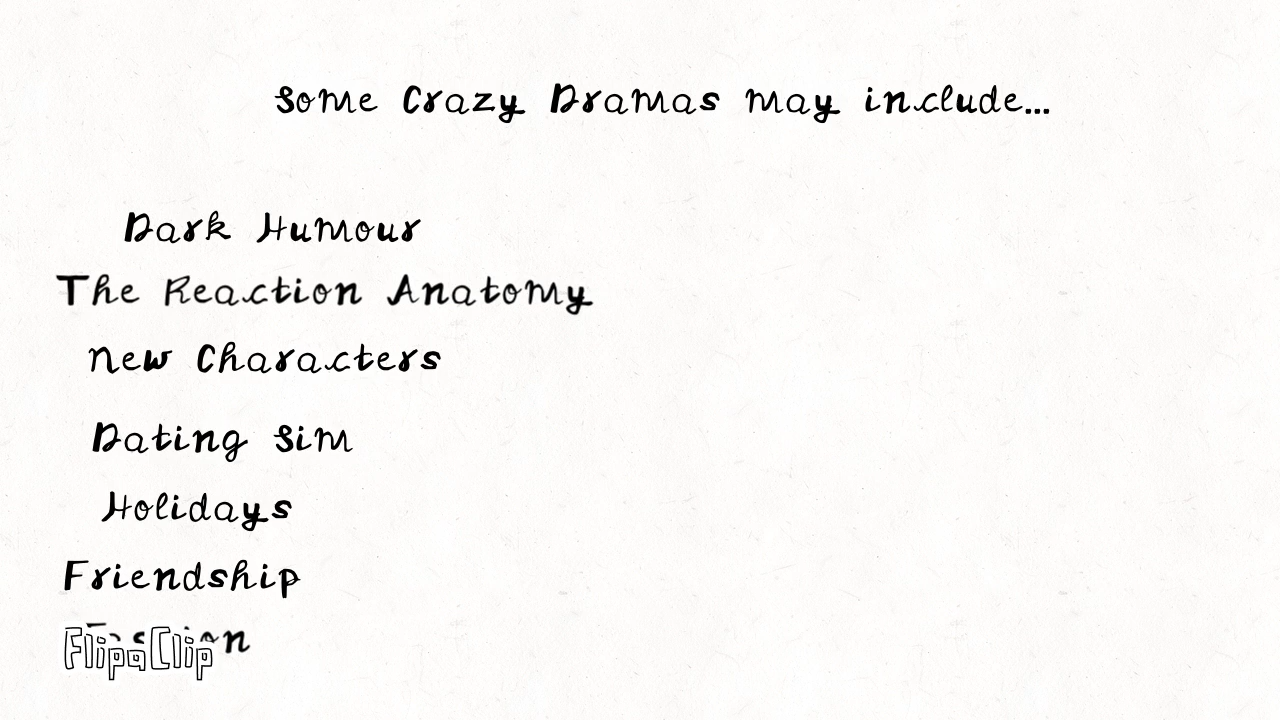 Some Crazy Dramas may include...
Dark Humour
The Reaction Anatomy
New Characters
Dating Sim
Holidays
Friendship
FlipaClip